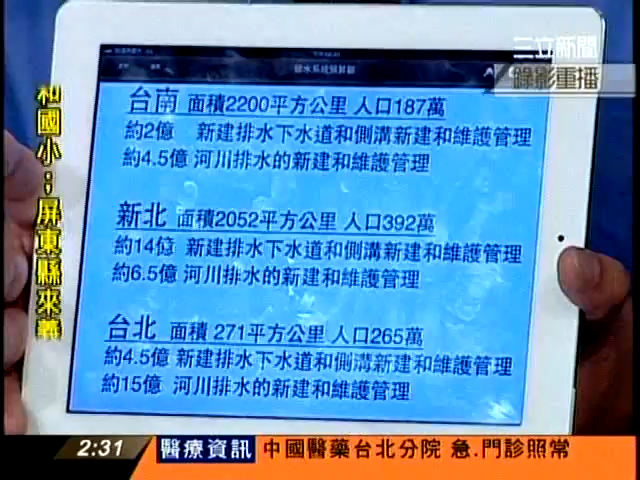 三立新聞
錄影重播
台南 面積2200平方公里 人口187萬
約2億 新建排水下水道和側溝新建和維護管理
約4.5億 河川排水的新建和維護管理
新北 面積2052平方公里 人口392萬
約14億 新建排水下水道和側溝新建和維護管理
約6.5億 河川排水的新建和維護管理
台北 面積 271平方公里 人口265萬
約4.5億 新建排水下水道和側溝新建和維護管理
約15億 河川排水的新建和維護管理
和國小；屏東縣來義
2:31 醫療資訊 中國醫藥台北分院 急.門診照常